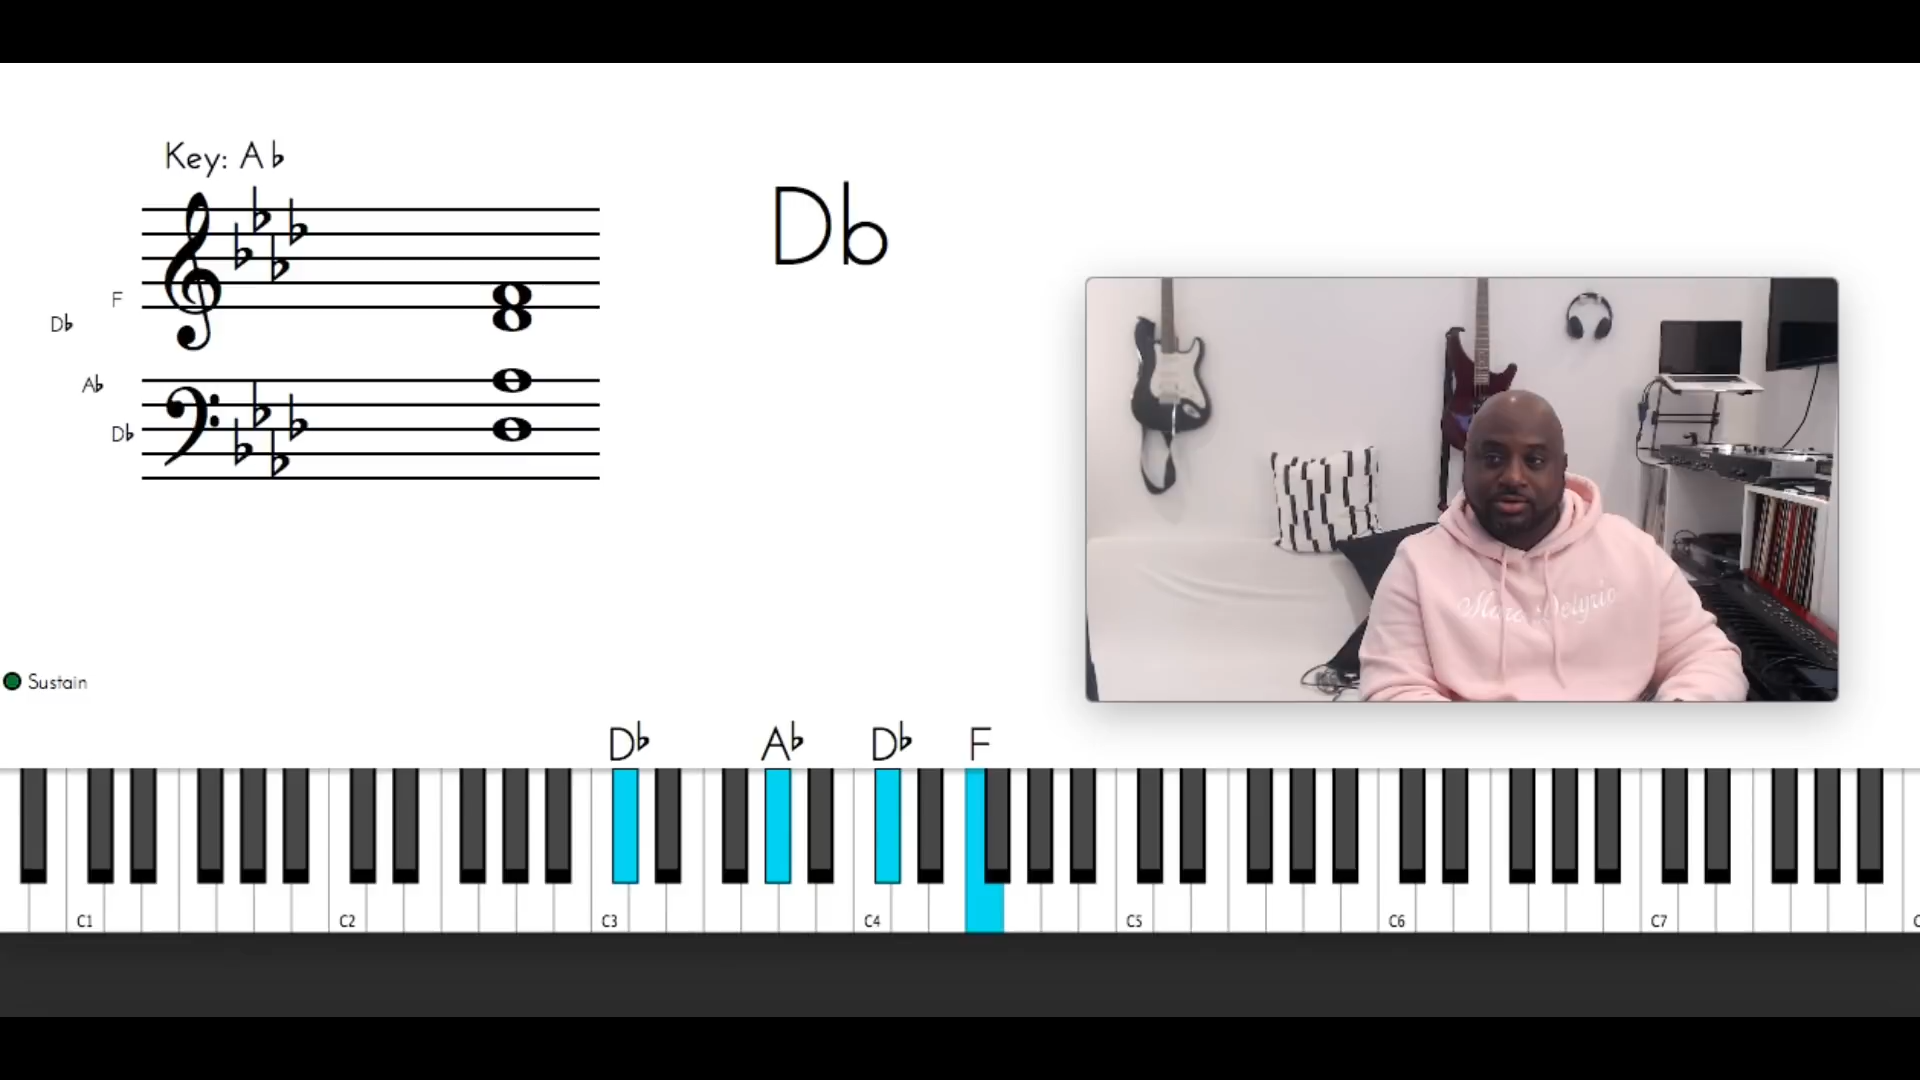 Key: A♭
D♭
F
D♭
A♭
D♭
Sustain
D♭ A♭ D♭ F
C1 C2 C3 C4 C5 C6 C7